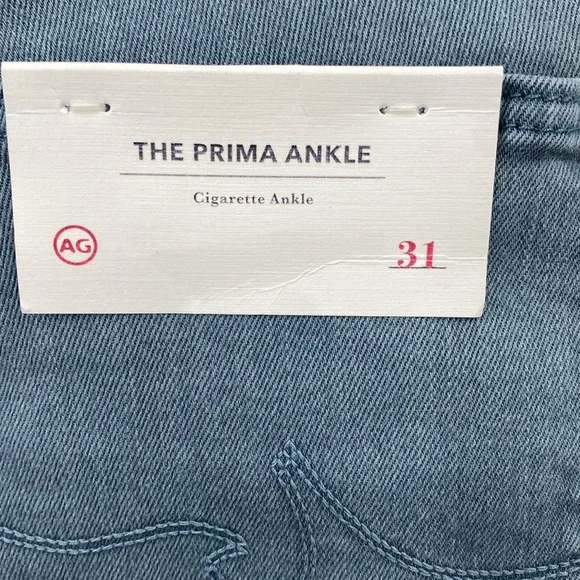 THE PRIMA ANKLE
Cigarette Ankle
AG
31